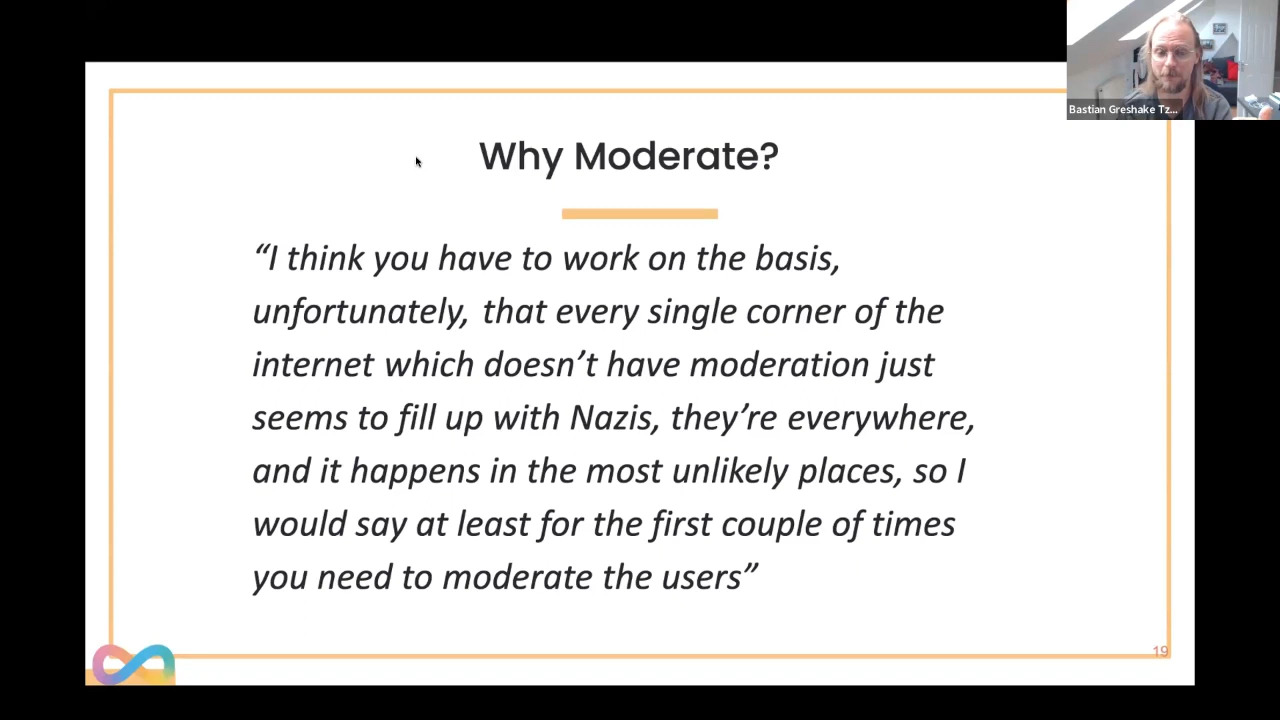 Bastian Greshake Tz...
Why Moderate?
“I think you have to work on the basis,
unfortunately, that every single corner of the
internet which doesn’t have moderation just
seems to fill up with Nazis, they’re everywhere,
and it happens in the most unlikely places, so I
would say at least for the first couple of times
you need to moderate the users”
19